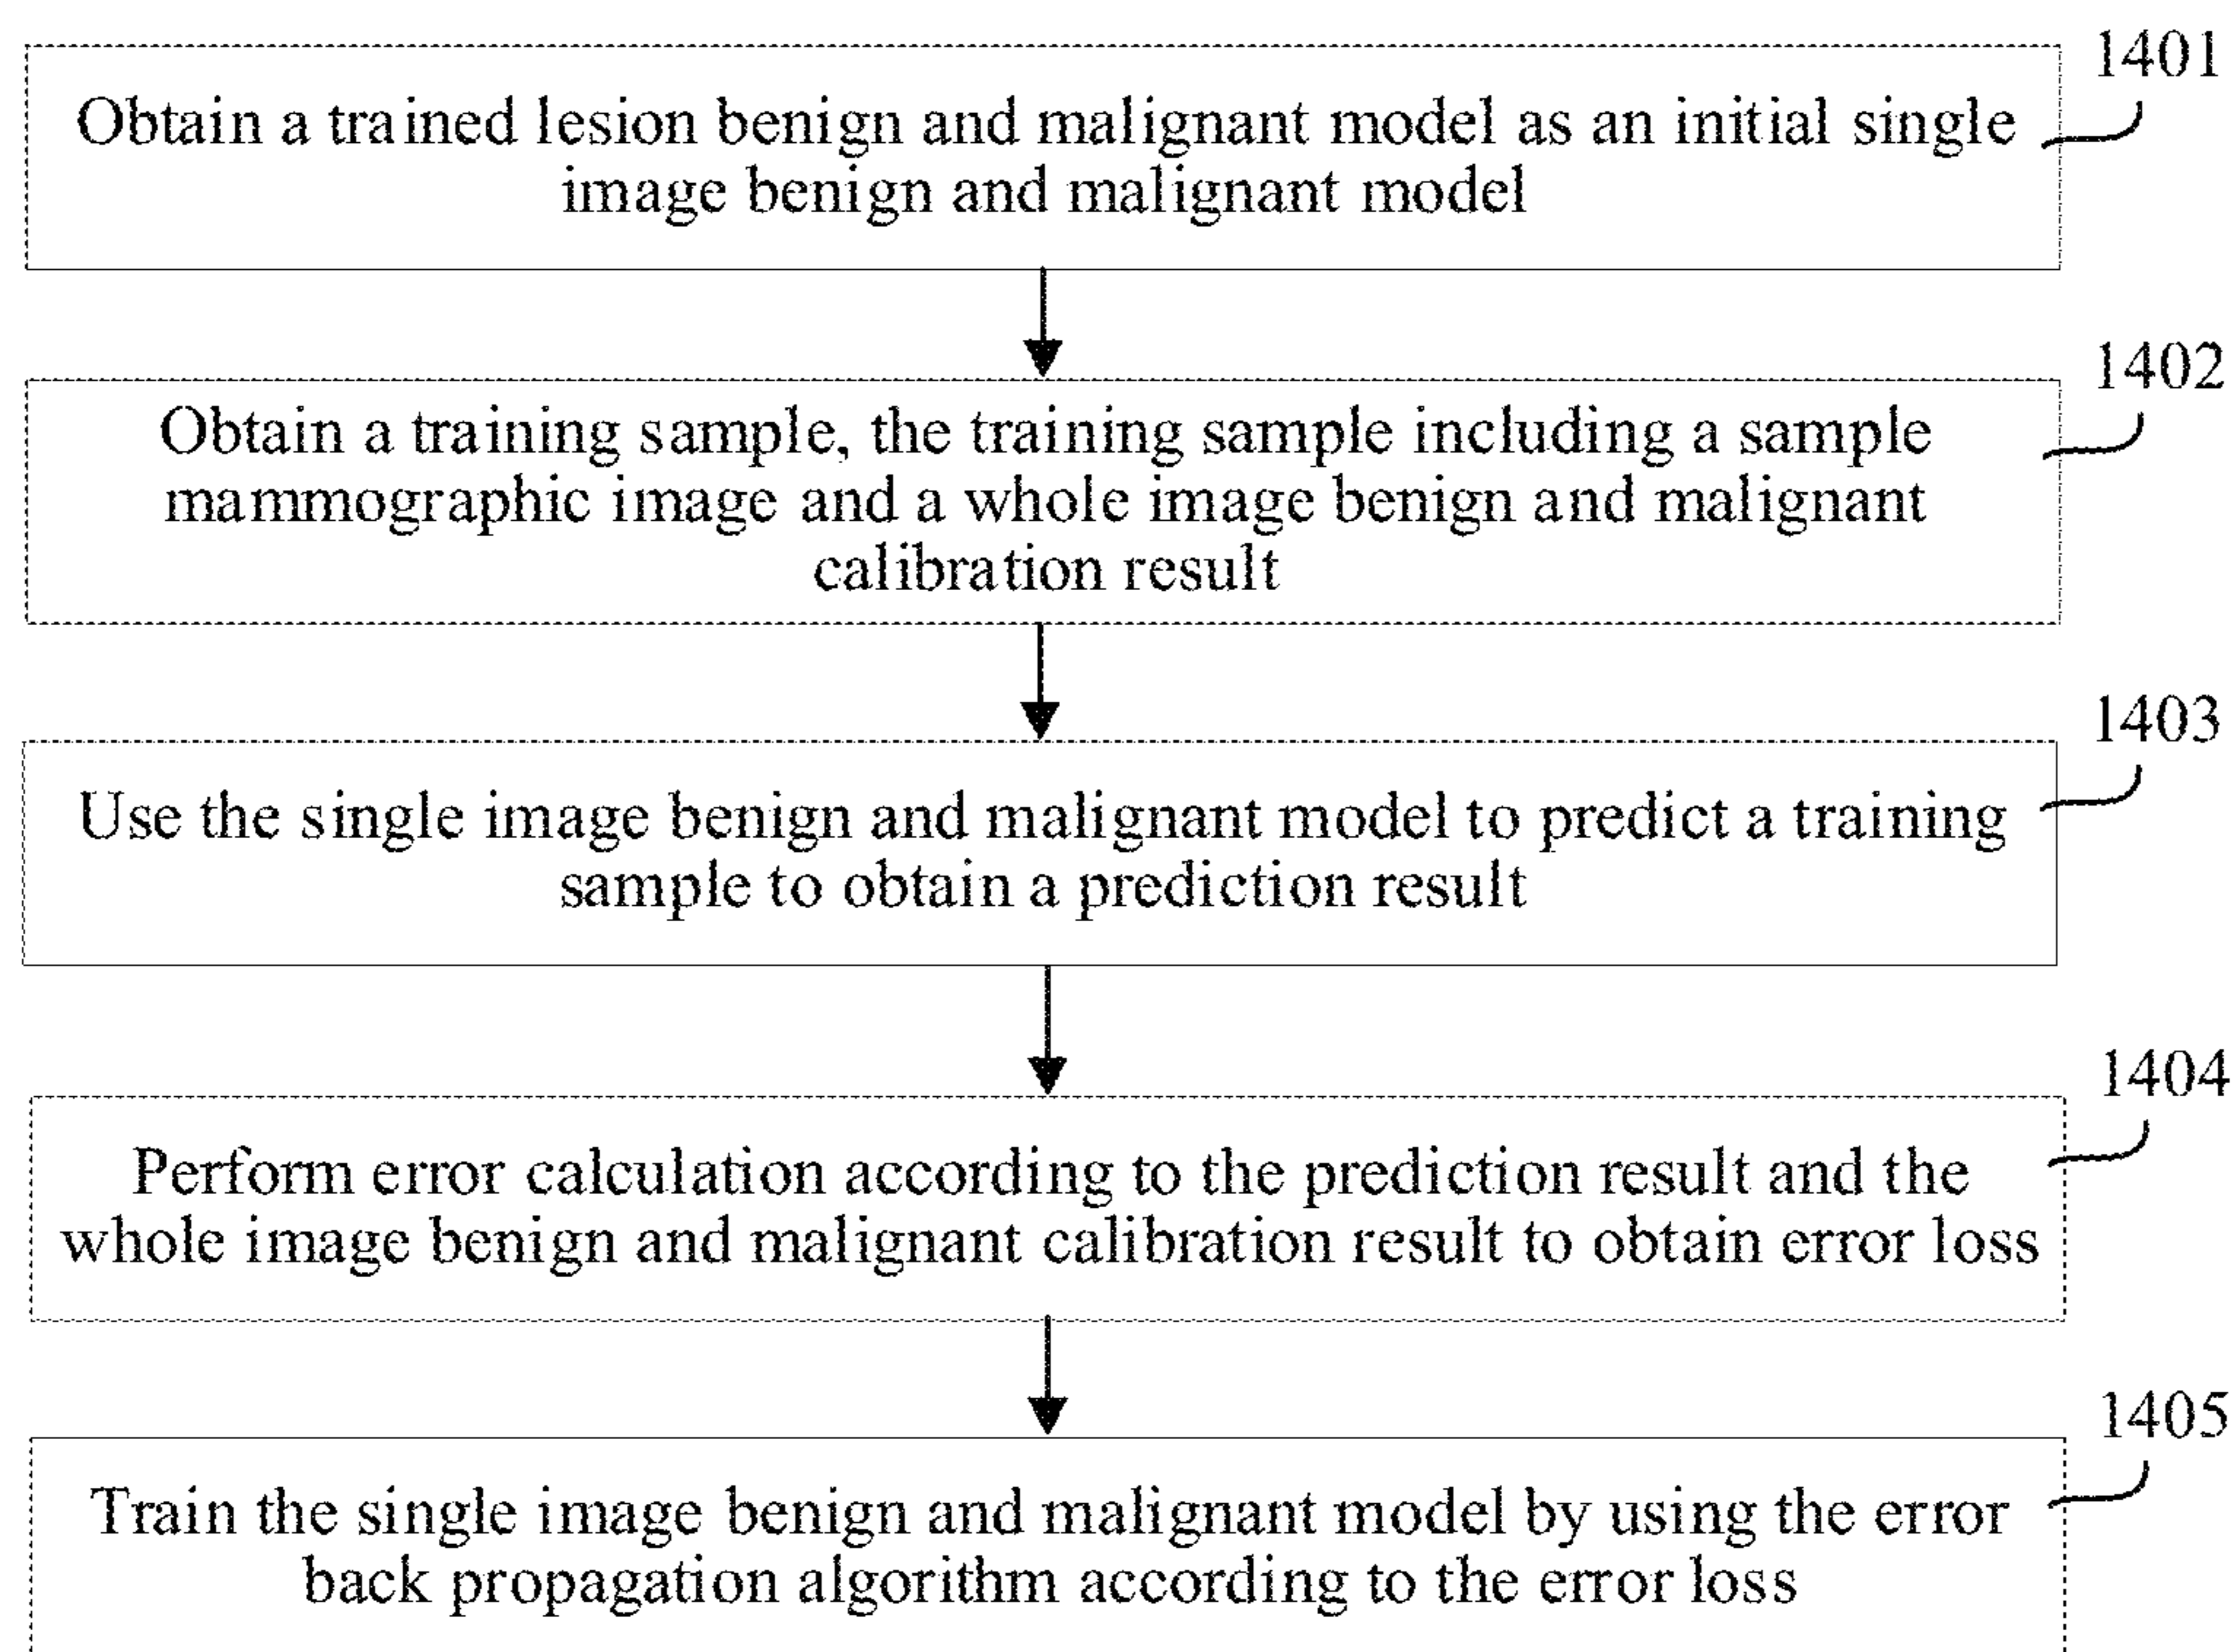 1401
Obtain a trained lesion benign and malignant model as an initial single
image benign and malignant model
1402
Obtain a training sample, the training sample including a sample
mammographic image and a whole image benign and malignant
calibration result
1403
Use the single image benign and malignant model to predict a training
sample to obtain a prediction result
1404
Perform error calculation according to the prediction result and the
whole image benign and malignant calibration result to obtain error loss
1405
Train the single image benign and malignant model by using the error
back propagation algorithm according to the error loss